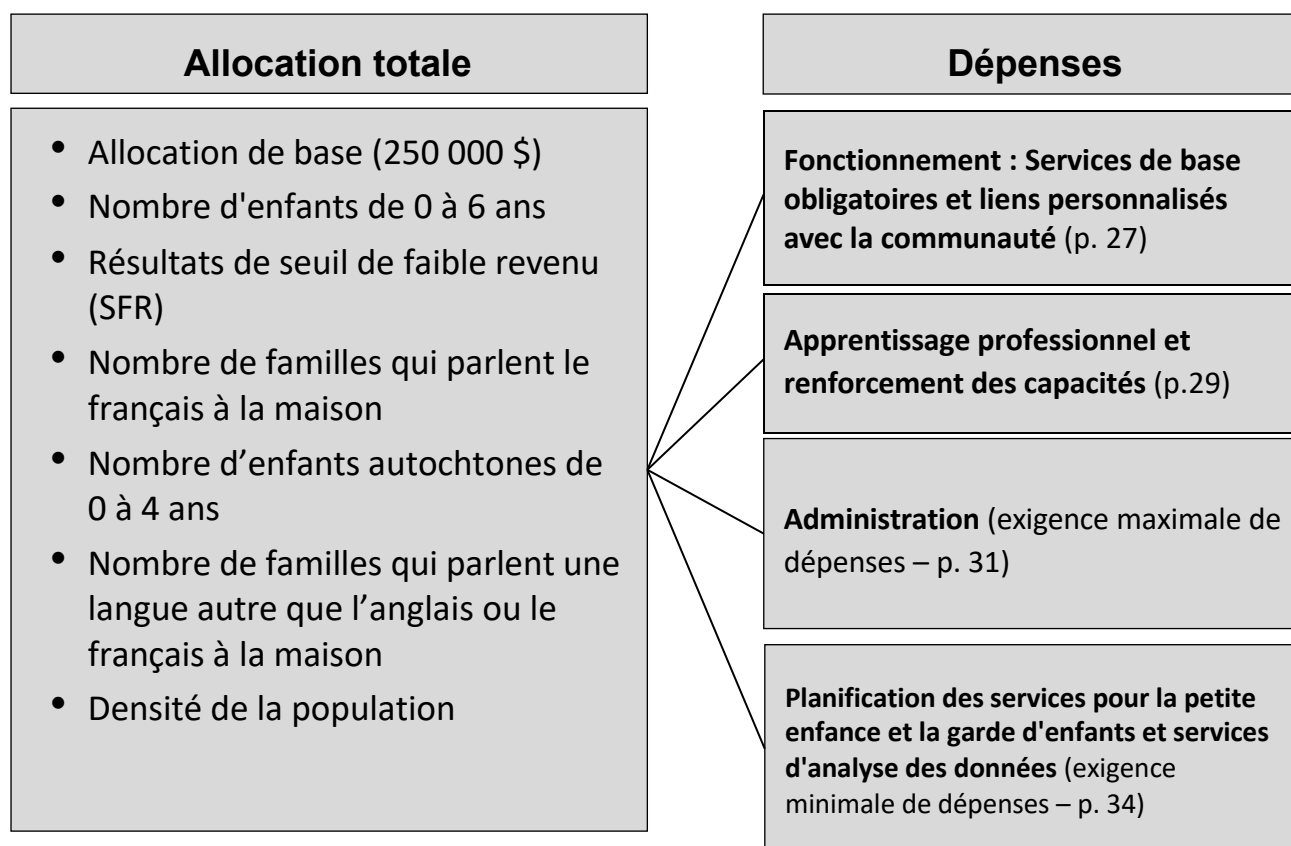 Allocation totale
• Allocation de base (250 000 $)
• Nombre d'enfants de 0 à 6 ans
• Résultats de seuil de faible revenu
(SFR)
• Nombre de familles qui parlent le
français à la maison
• Nombre d’enfants autochtones de
0 à 4 ans
• Nombre de familles qui parlent une
langue autre que l’anglais ou le
français à la maison
• Densité de la population
Dépenses
Fonctionnement : Services de base
obligatoires et liens personnalisés
avec la communauté (p. 27)
Apprentissage professionnel et
renforcement des capacités (p.29)
Administration (exigence maximale de
dépenses – p. 31)
Planification des services pour la petite
enfance et la garde d'enfants et services
d'analyse des données (exigence
minimale de dépenses – p. 34)